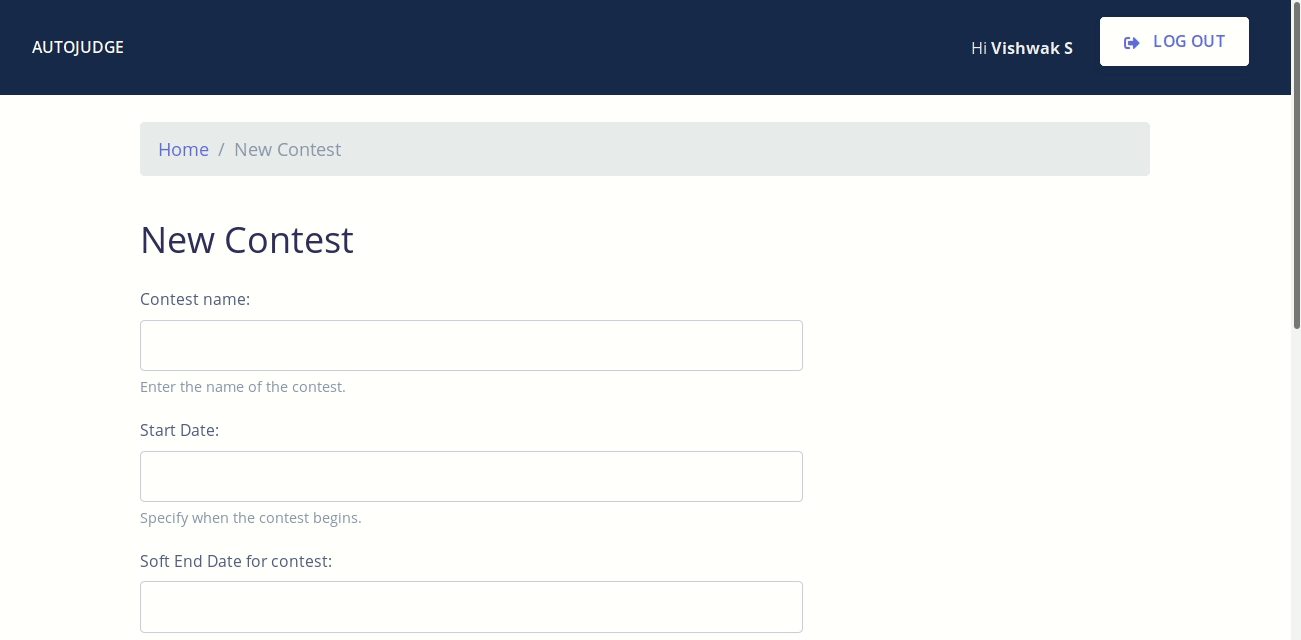 AUTOJUDGE
Hi Vishwak S
LOG OUT
Home / New Contest
New Contest
Contest name:
Enter the name of the contest.
Start Date:
Specify when the contest begins.
Soft End Date for contest: